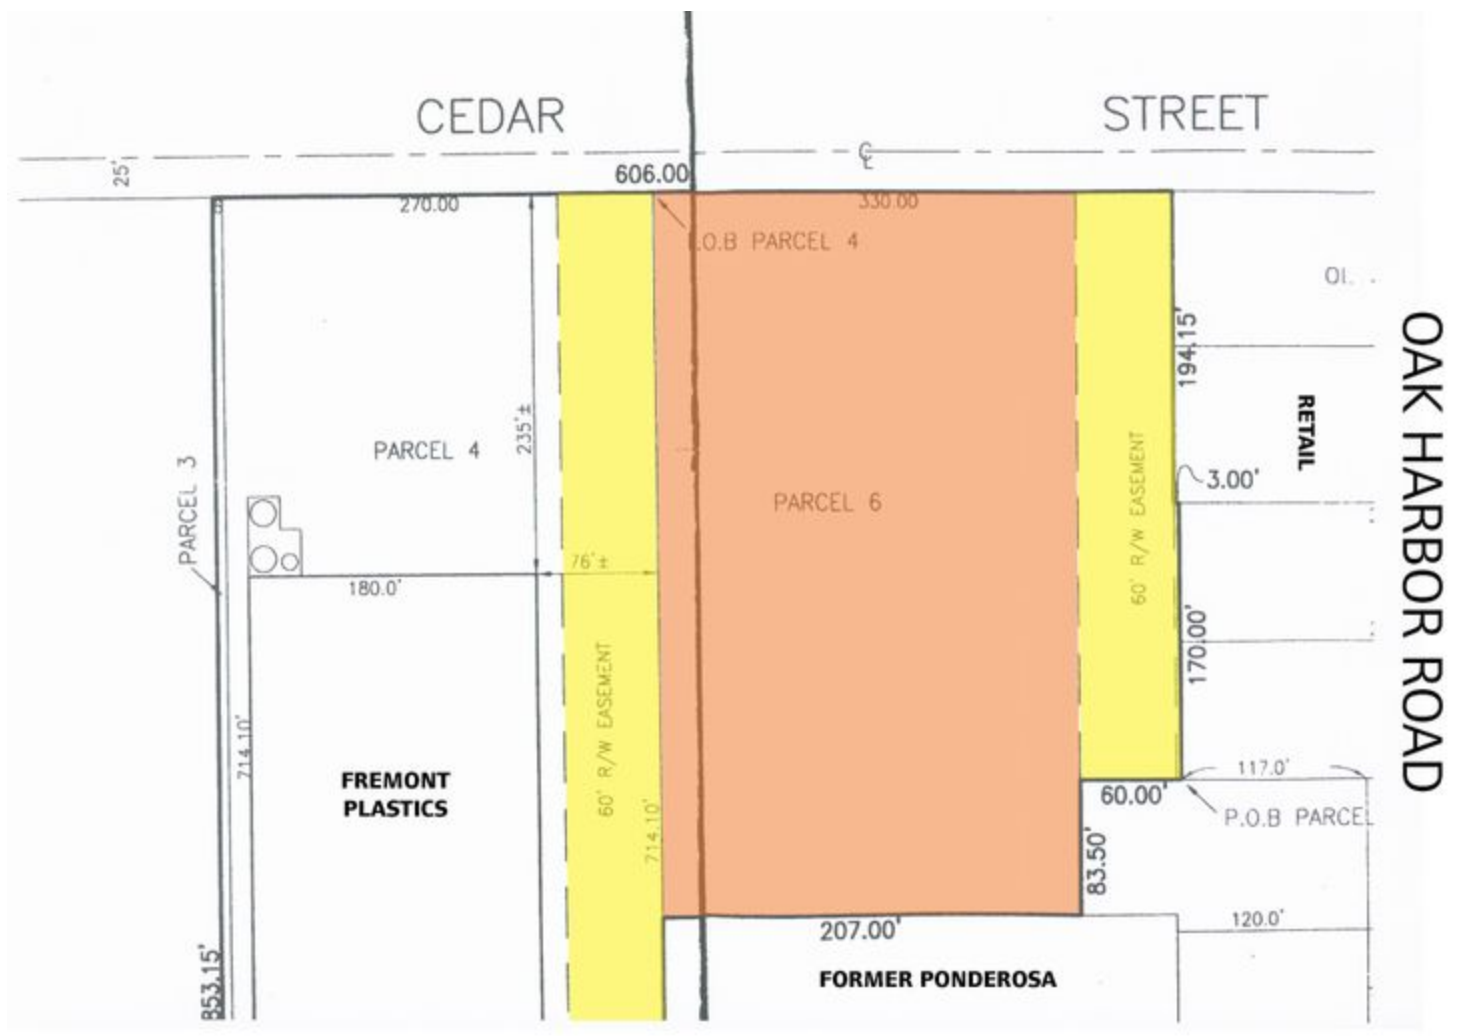 CEDAR STREET
25'
606.00
℄
270.00
330.00
.O.B PARCEL 4
194.15'
OAK HARBOR ROAD
RETAIL
235'±
PARCEL 4
PARCEL 3
3.00'
PARCEL 6
60' R/W EASEMENT
76'±
180.0'
170.00'
60' R/W EASEMENT
714.10'
FREMONT
PLASTICS
714.10'
117.0'
60.00'
P.O.B PARCEL
83.50'
207.00'
120.0'
853.15'
FORMER PONDEROSA